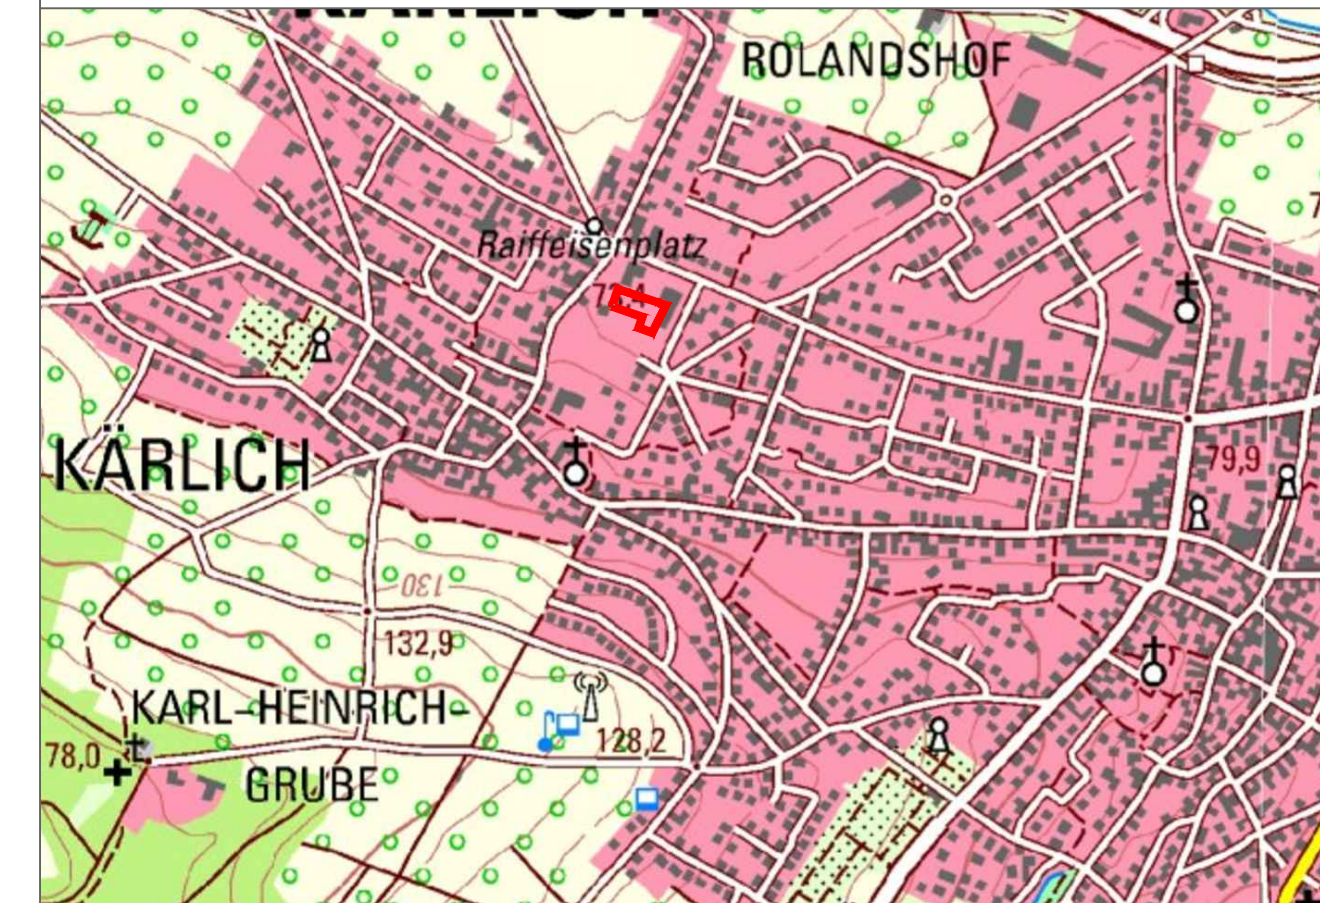 ROLANDSHOF
Raiffeisenplatz
KÄRLICH
79,9
130
132,9
KARL-HEINRICH-
GRUBE
128,2
78,0